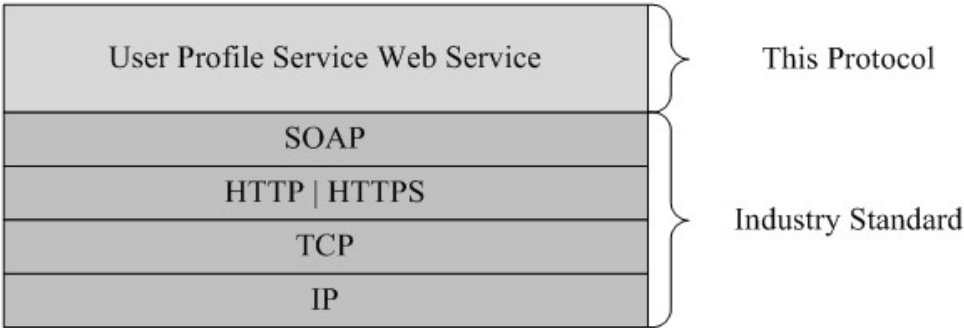 User Profile Service Web Service
This Protocol
SOAP
HTTP | HTTPS
TCP
IP
Industry Standard